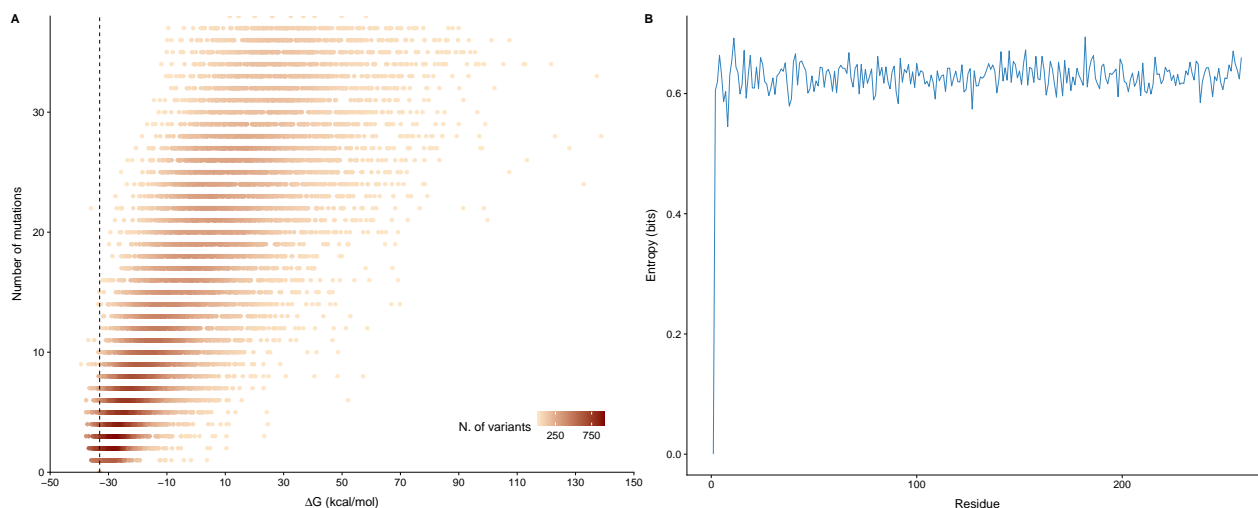 A
Number of mutations
30
20
10
0
−50 −30 −10 10 30 50 70 90 110 130 150
ΔG (kcal/mol)
N. of variants
250 750
B
Entropy (bits)
0.6
0.4
0.2
0.0
0 100 200
Residue